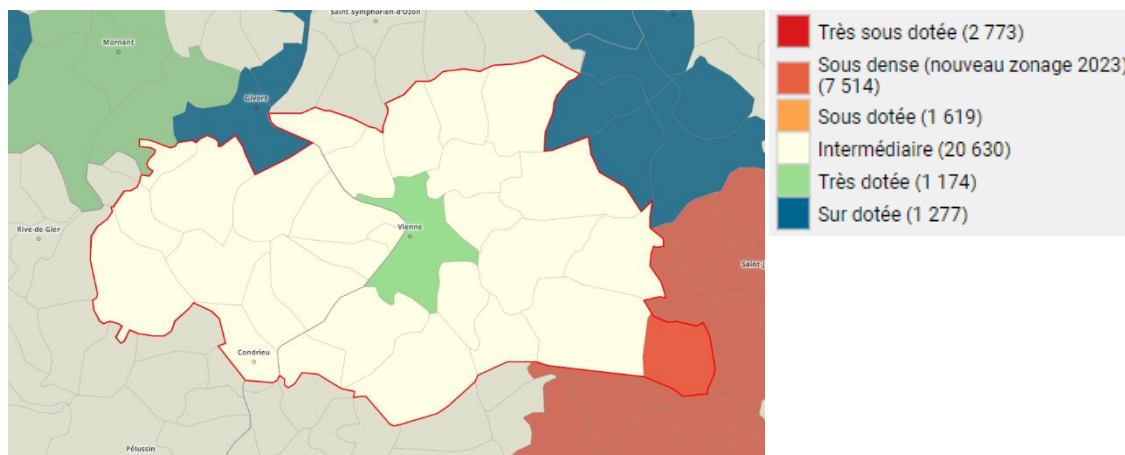 Saint-Symphorien-d'Ozon
Mornant
Givors
Rive-de-Gier
Vienne
Saint-J
Condrieu
Pélussin
Très sous dotée (2 773)
Sous dense (nouveau zonage 2023)
(7 514)
Sous dotée (1 619)
Intermédiaire (20 630)
Très dotée (1 174)
Sur dotée (1 277)